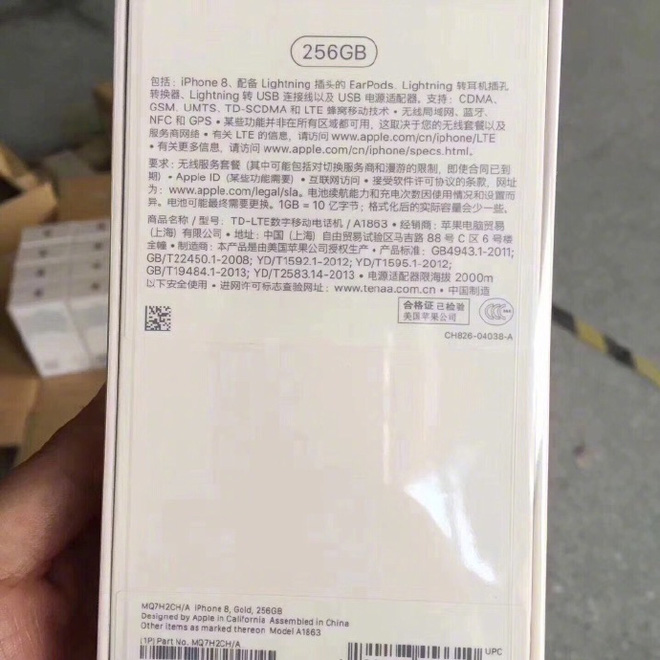 256GB
包括：iPhone 8、配备 Lightning 插头的 EarPods、Lightning 转耳机插孔
转换器、Lightning 转 USB 连接线以及 USB 电源适配器。支持：CDMA、
GSM、UMTS、TD-SCDMA 和 LTE 蜂窝移动技术 • 无线局域网、蓝牙、
NFC 和 GPS • 某些功能并非在所有区域都可用，这取决于您的无线套餐以及
服务商网络 • 有关 LTE 的信息，请访问 www.apple.com/cn/iphone/LTE
• 有关更多信息，请访问 www.apple.com/cn/iphone/specs.html。
要求：无线服务套餐（其中可能包括对切换服务商和漫游的限制，即使合同已到
期）• Apple ID（某些功能需要）• 互联网访问 • 接受软件许可协议的条款，网址
为：www.apple.com/legal/sla。电池续航能力和充电次数因使用情况和设置而
异。电池可能最终需要更换。1GB = 10 亿字节；格式化后的实际容量会少一些。
商品名称 / 型号：TD-LTE数字移动电话机 / A1863 • 经销商：苹果电脑贸易
(上海) 有限公司 • 地址：中国 (上海) 自由贸易试验区马吉路 88 号 C 区 6 号楼
全幢 • 制造商：本产品是由美国苹果公司授权生产 • 产品标准：GB4943.1-2011;
GB/T22450.1-2008; YD/T1592.1-2012; YD/T1595.1-2012;
GB/T19484.1-2013; YD/T2583.14-2013 • 电源适配器限海拔 2000m
以下安全使用 • 进网许可标志查验网址：www.tenaa.com.cn • 中国制造
合格证 已检验
美国苹果公司
CH826-04038-A
MQ7H2CH/A iPhone 8, Gold, 256GB
Designed by Apple in California Assembled in China
Other items as marked thereon Model A1863
(1P) Part No. MQ7H2CH/A
UPC